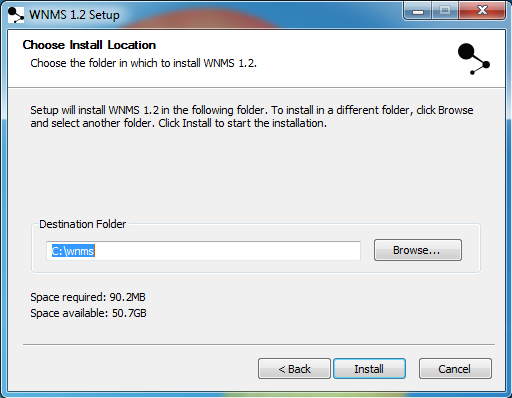 WNMS 1.2 Setup
Choose Install Location
Choose the folder in which to install WNMS 1.2.
Setup will install WNMS 1.2 in the following folder. To install in a different folder, click Browse
and select another folder. Click Install to start the installation.
Destination Folder
C:\wnms
Browse...
Space required: 90.2MB
Space available: 50.7GB
< Back
Install
Cancel